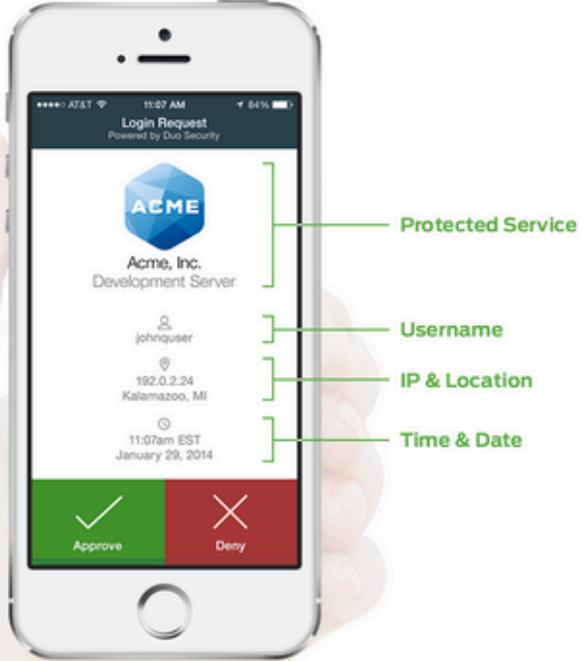 AT&T 11:07 AM 84%
Login Request
Powered by Duo Security
ACME
Acme, Inc.
Development Server
johnquser
192.0.2.24
Kalamazoo, MI
11:07am EST
January 29, 2014
Approve
Deny
Protected Service
Username
IP & Location
Time & Date